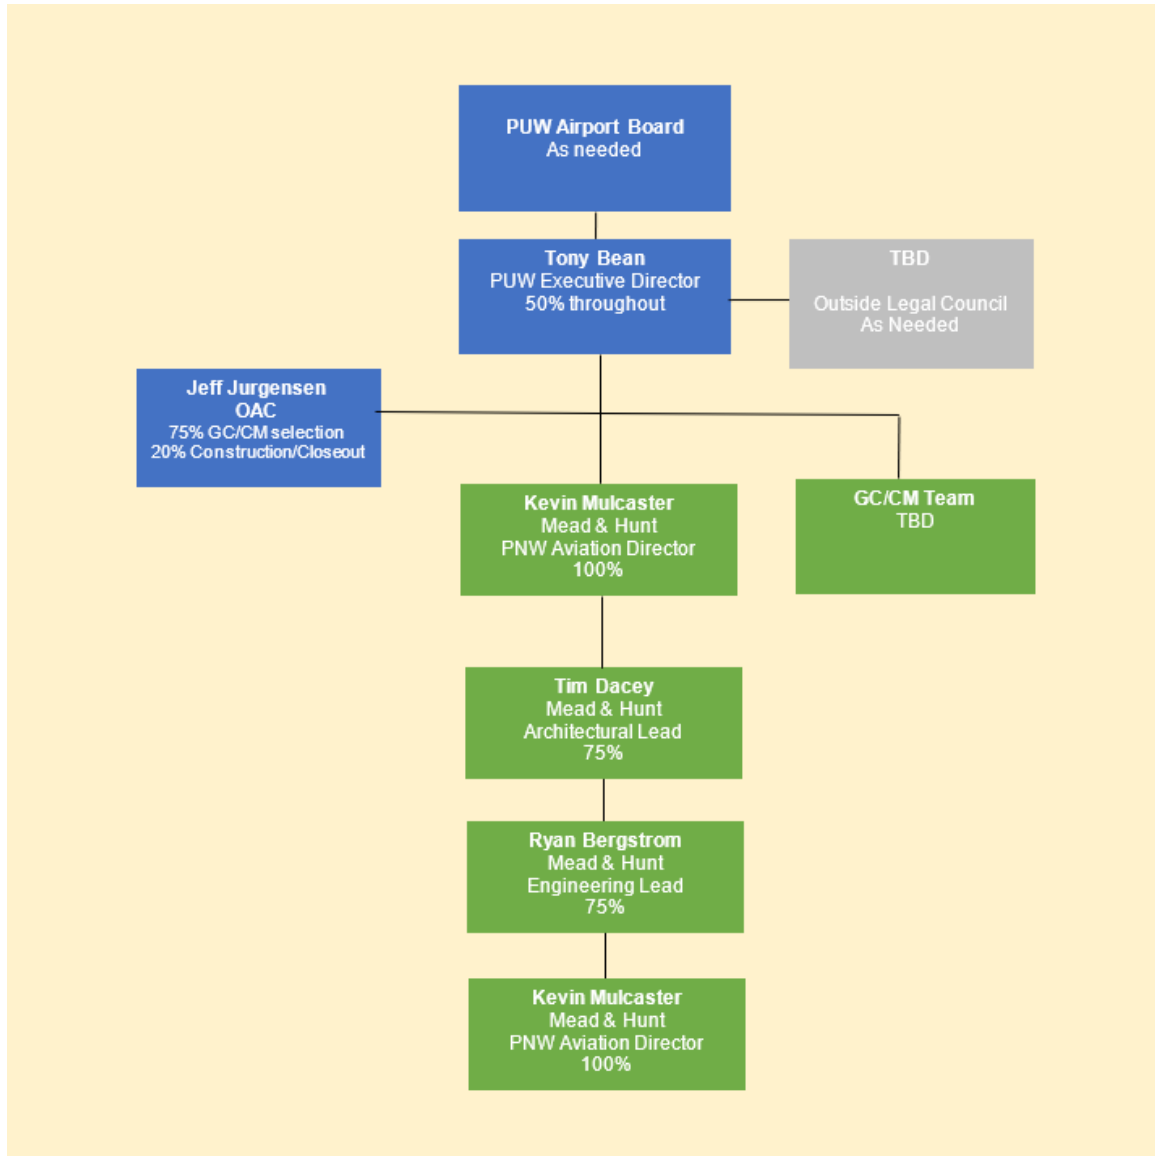 PUW Airport Board
As needed
Tony Bean
PUW Executive Director
50% throughout
TBD
Outside Legal Council
As Needed
Jeff Jurgensen
OAC
75% GC/CM selection
20% Construction/Closeout
Kevin Mulcaster
Mead & Hunt
PNW Aviation Director
100%
GC/CM Team
TBD
Tim Dacey
Mead & Hunt
Architectural Lead
75%
Ryan Bergstrom
Mead & Hunt
Engineering Lead
75%
Kevin Mulcaster
Mead & Hunt
PNW Aviation Director
100%